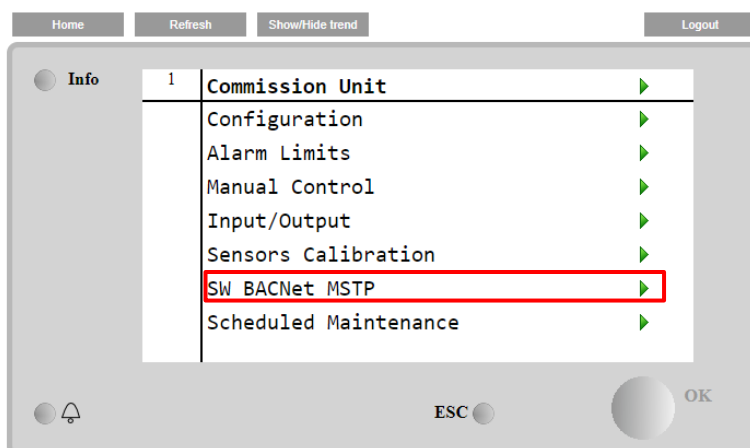 Home Refresh Show/Hide trend Logout
Info 1 Commission Unit
Configuration
Alarm Limits
Manual Control
Input/Output
Sensors Calibration
SW BACNet MSTP
Scheduled Maintenance
ESC OK